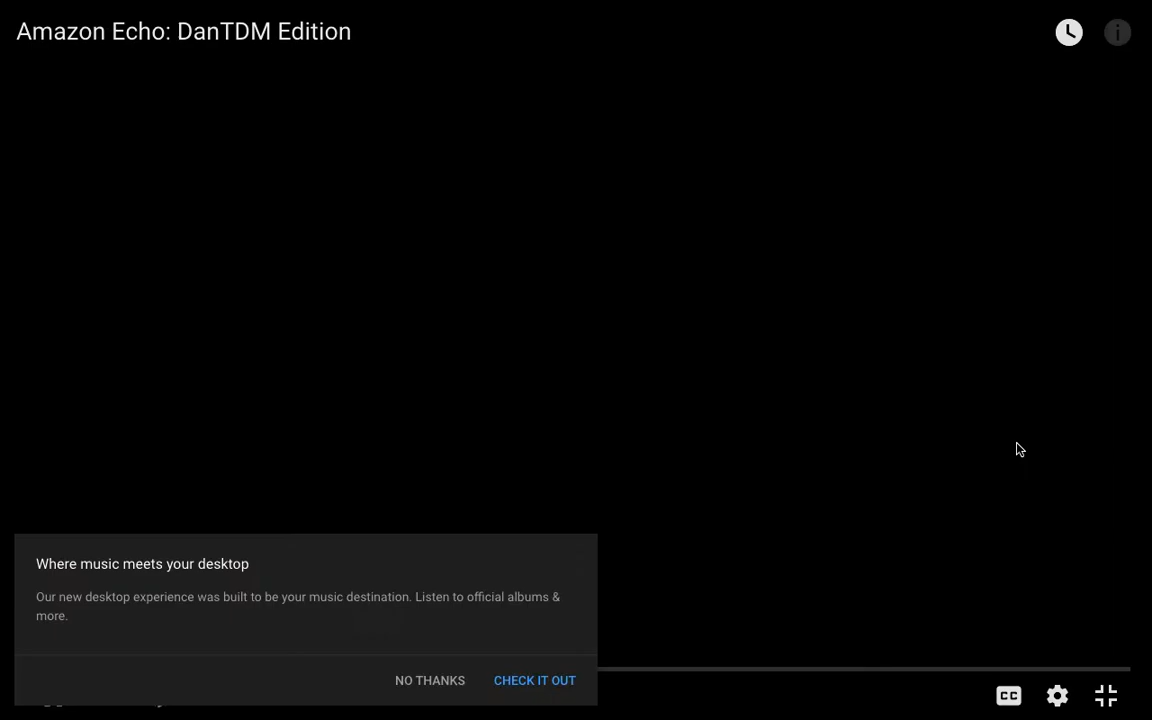 Amazon Echo: DanTDM Edition
Where music meets your desktop
Our new desktop experience was built to be your music destination. Listen to official albums &
more.
NO THANKS CHECK IT OUT
CC